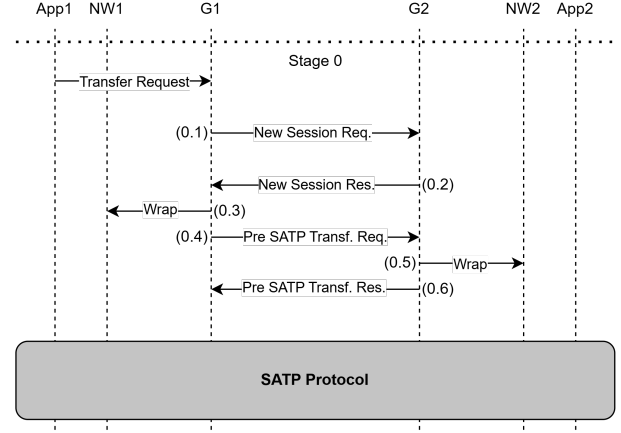 App1 NW1 G1 G2 NW2 App2
Stage 0
Transfer Request
(0.1) New Session Req.
New Session Res. (0.2)
Wrap (0.3)
(0.4) Pre SATP Transf. Req.
(0.5) Wrap
Pre SATP Transf. Res. (0.6)
SATP Protocol